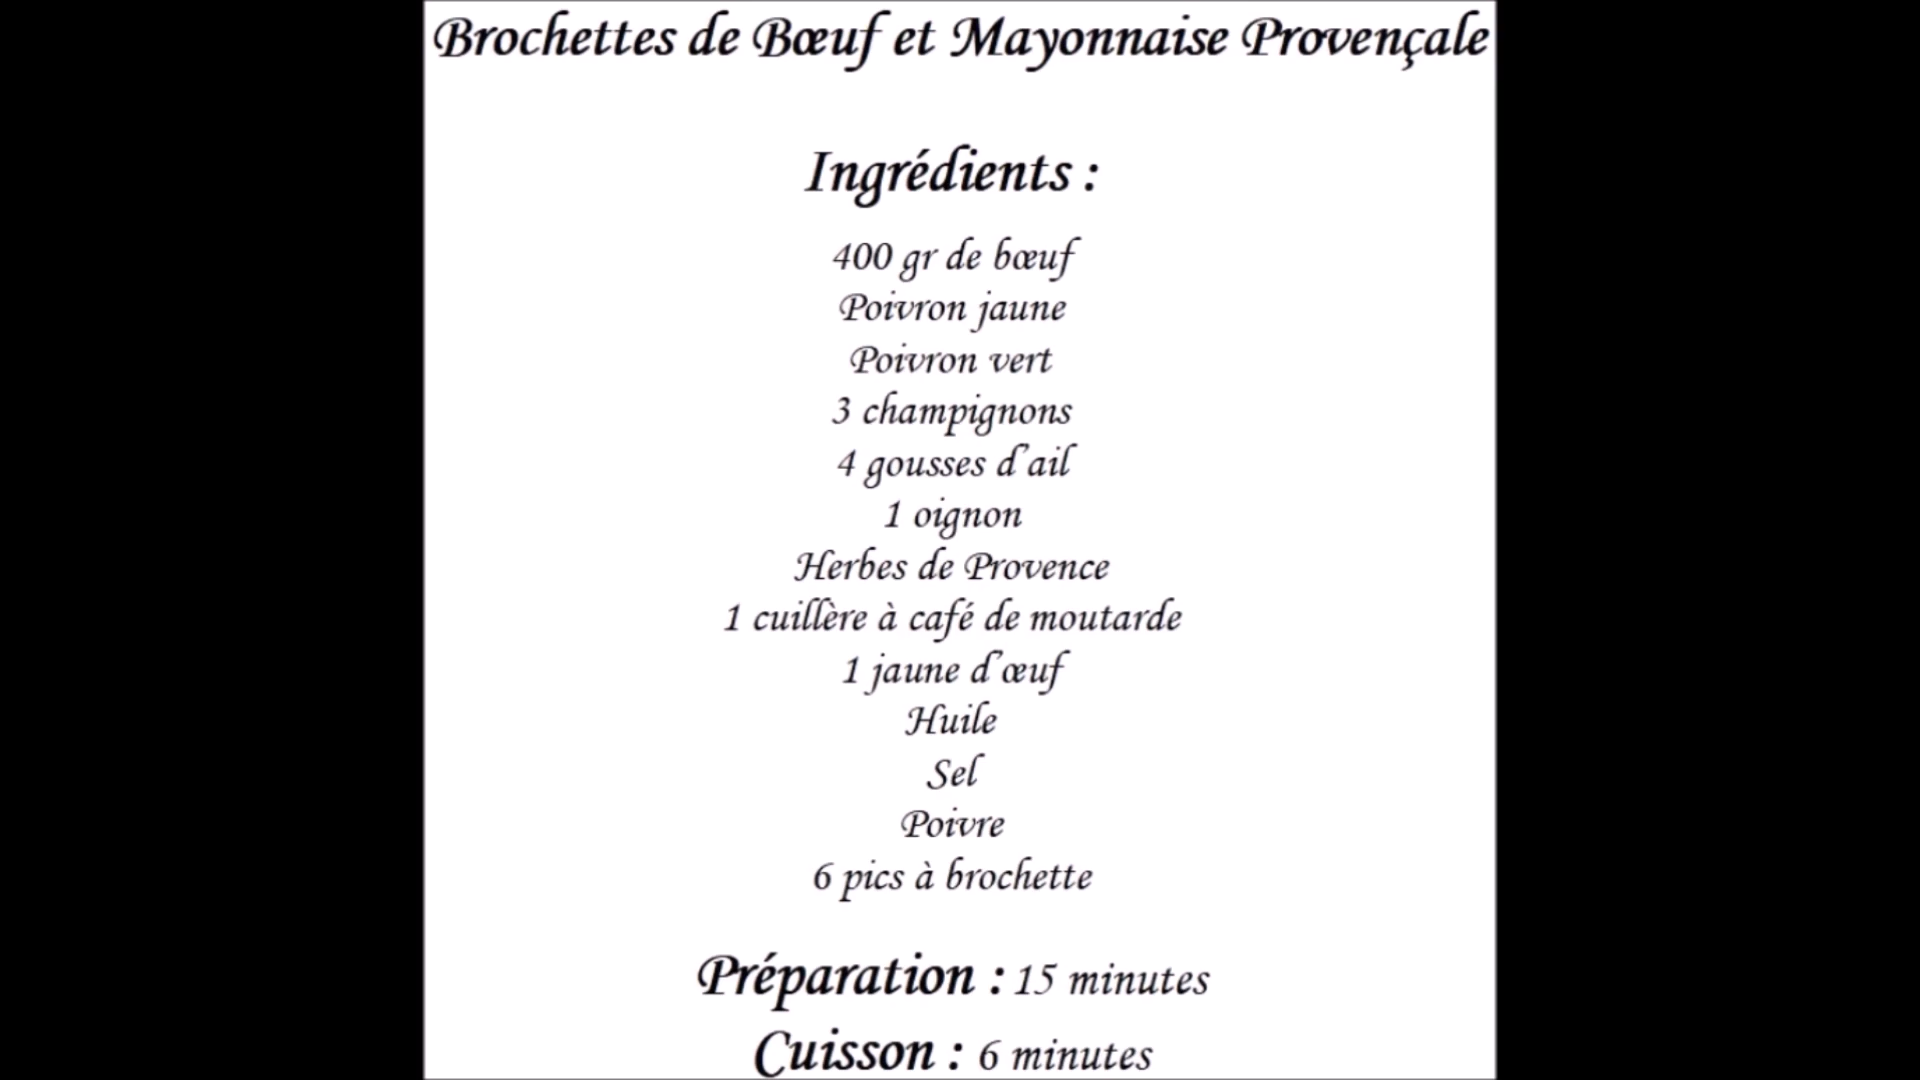 Brochettes de Bœuf et Mayonnaise Provençale
Ingrédients :
400 gr de bœuf
Poivron jaune
Poivron vert
3 champignons
4 gousses d’ail
1 oignon
Herbes de Provence
1 cuillère à café de moutarde
1 jaune d’œuf
Huile
Sel
Poivre
6 pics à brochette
Préparation : 15 minutes
Cuisson : 6 minutes